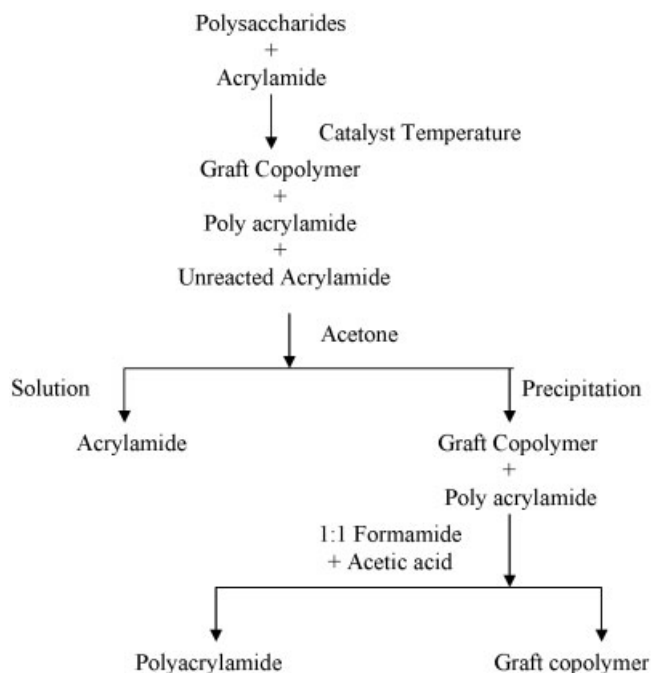 Polysaccharides
+
Acrylamide
Catalyst Temperature
Graft Copolymer
+
Poly acrylamide
+
Unreacted Acrylamide
Acetone
Solution
Precipitation
Acrylamide
Graft Copolymer
+
Poly acrylamide
1:1 Formamide
+ Acetic acid
Polyacrylamide
Graft copolymer